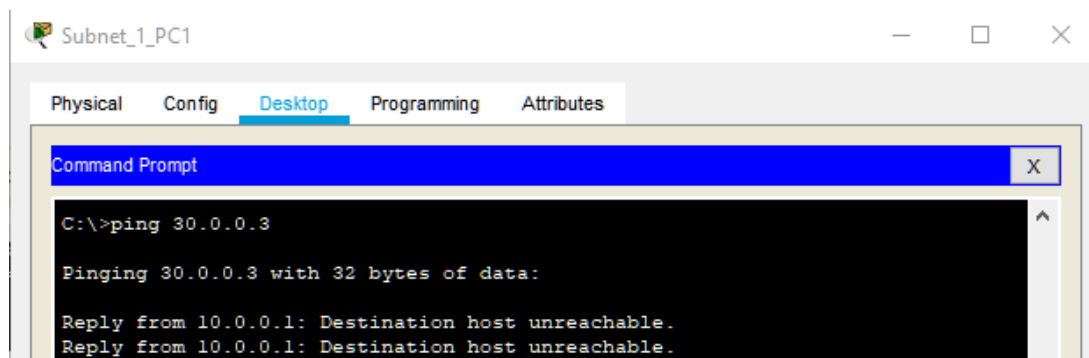 Subnet_1_PC1
Physical Config Desktop Programming Attributes
Command Prompt X
C:\>ping 30.0.0.3
Pinging 30.0.0.3 with 32 bytes of data:
Reply from 10.0.0.1: Destination host unreachable.
Reply from 10.0.0.1: Destination host unreachable.